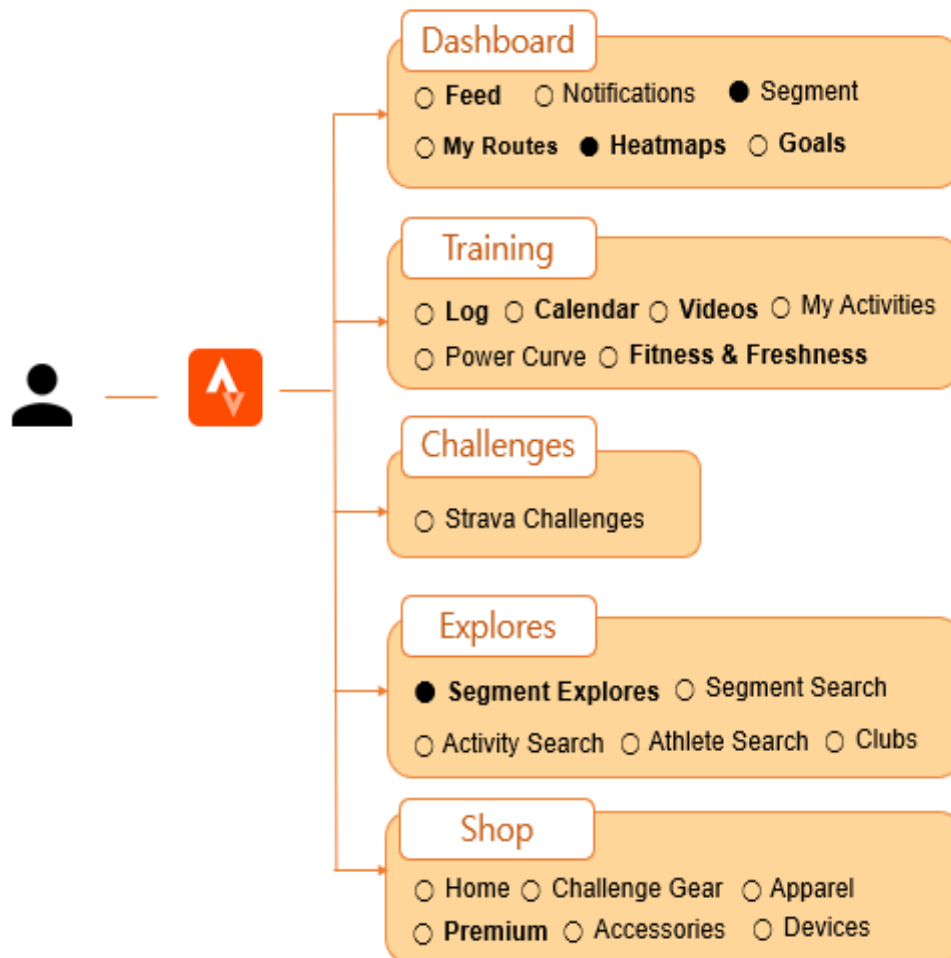 Dashboard
Feed Notifications Segment
My Routes Heatmaps Goals
Training
Log Calendar Videos My Activities
Power Curve Fitness & Freshness
Challenges
Strava Challenges
Explores
Segment Explores Segment Search
Activity Search Athlete Search Clubs
Shop
Home Challenge Gear Apparel
Premium Accessories Devices